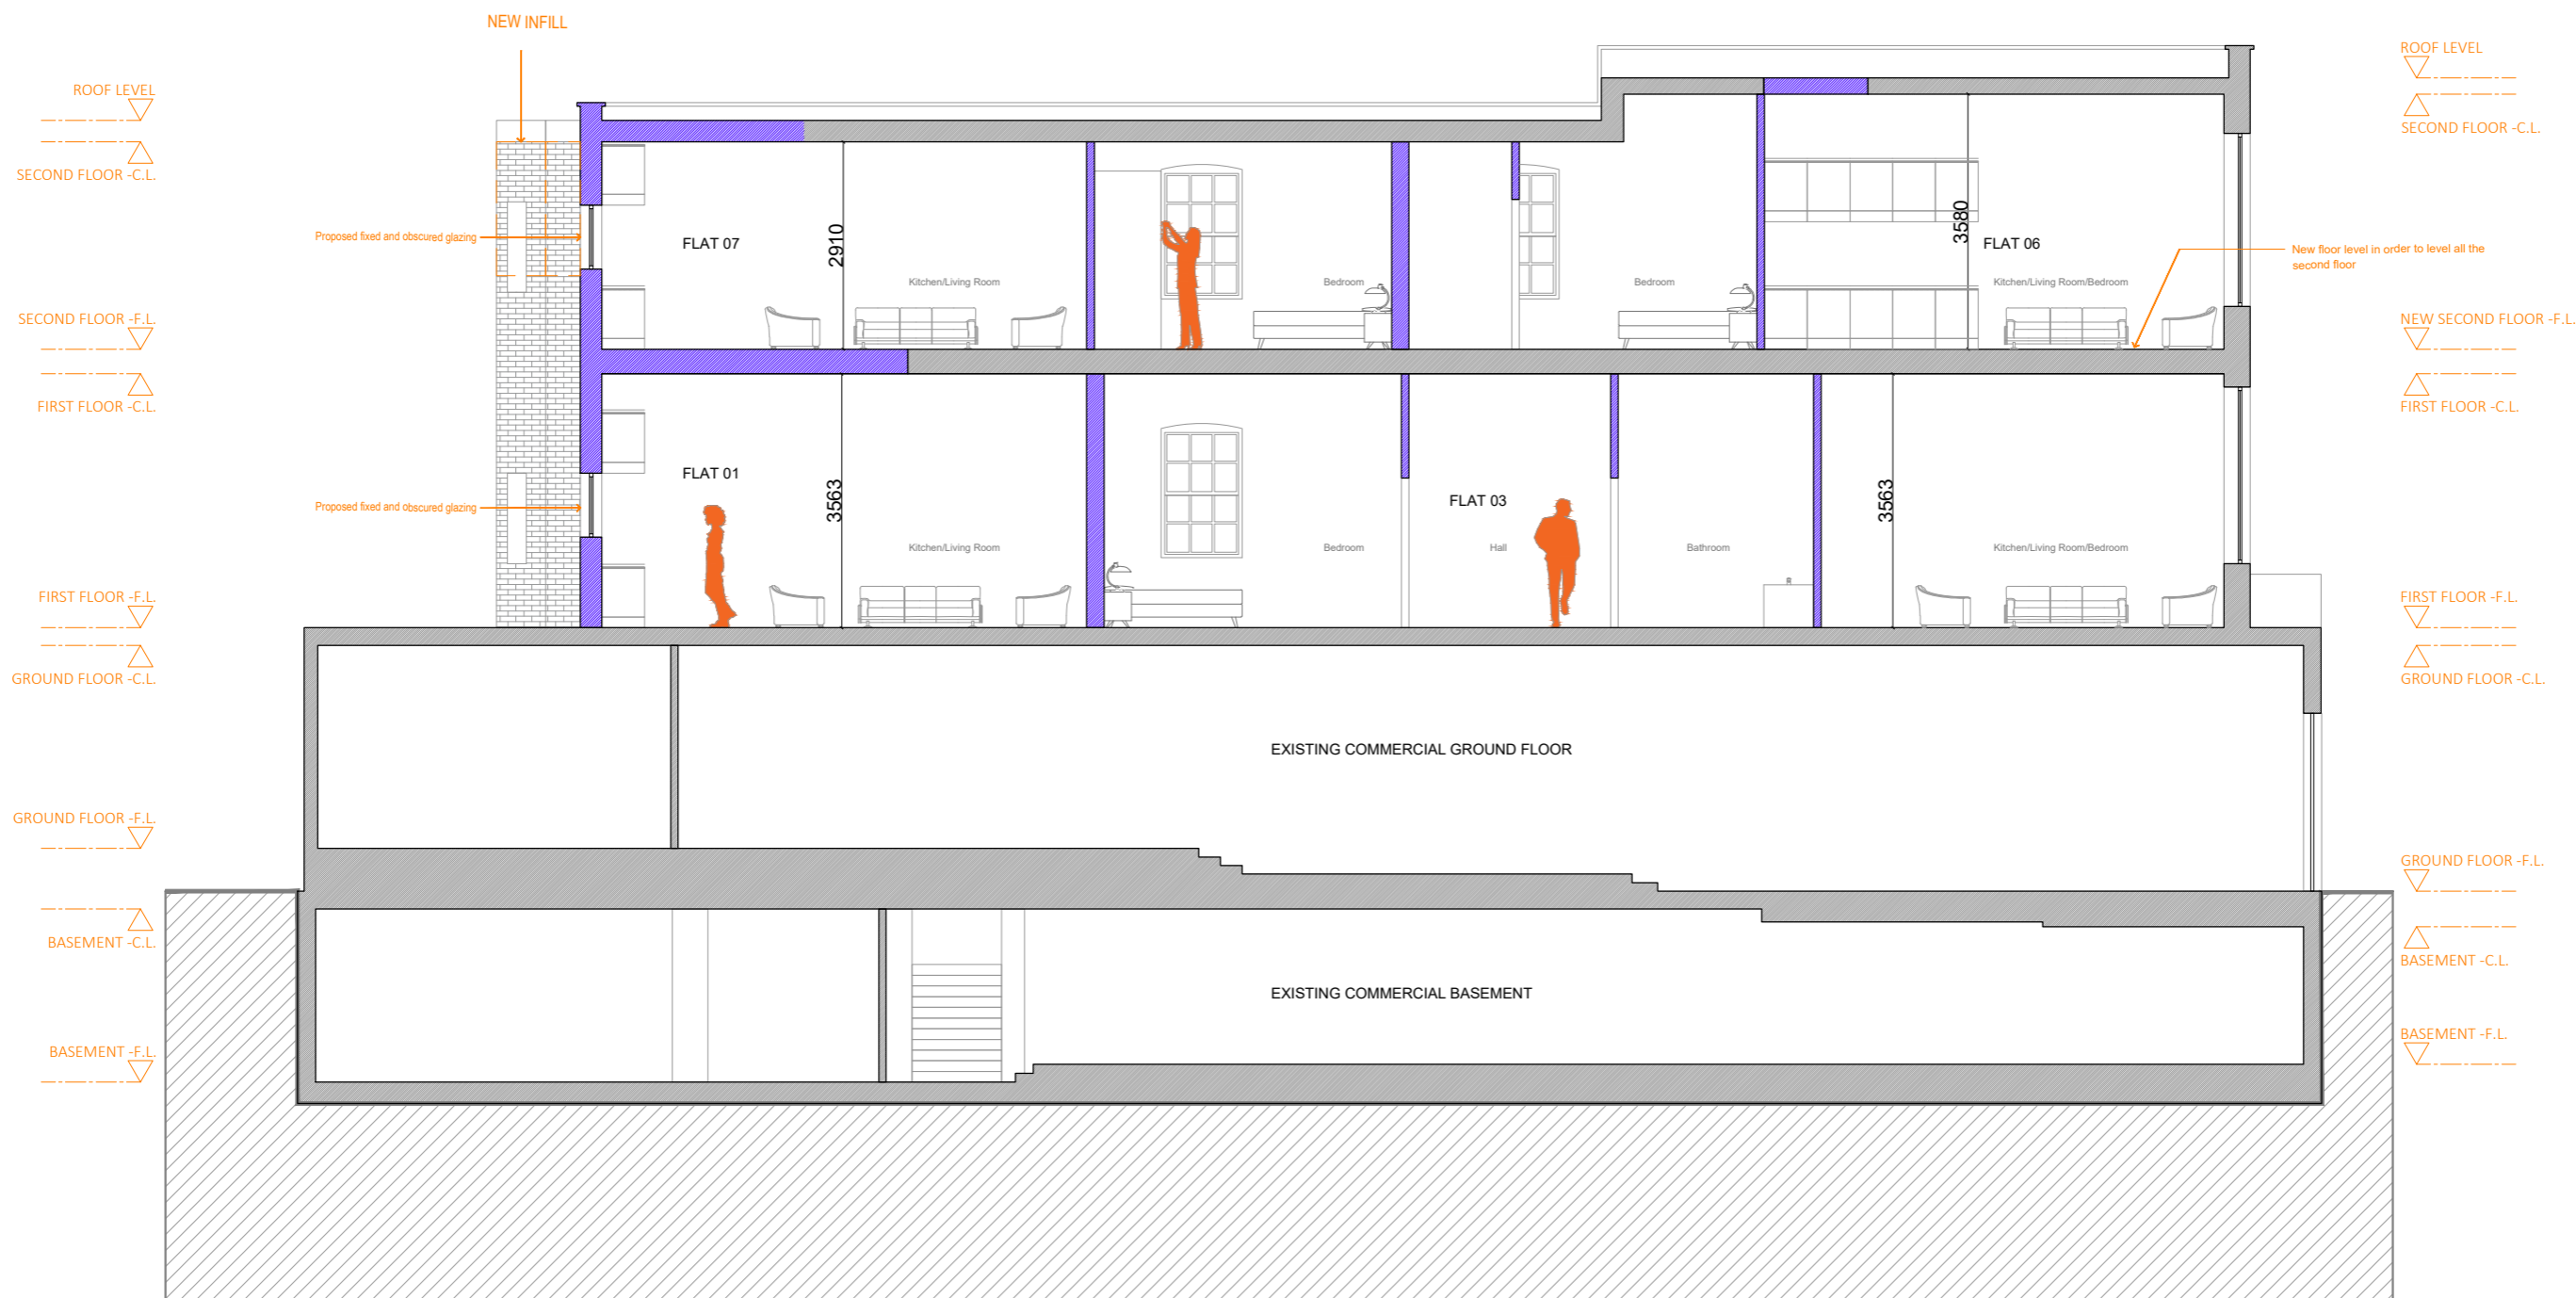 NEW INFILL
ROOF LEVEL
SECOND FLOOR -C.L.
Proposed fixed and obscured glazing
SECOND FLOOR -F.L.
FIRST FLOOR -C.L.
Proposed fixed and obscured glazing
FIRST FLOOR -F.L.
GROUND FLOOR -C.L.
GROUND FLOOR -F.L.
BASEMENT -C.L.
BASEMENT -F.L.
FLAT 07
2910
Kitchen/Living Room
Bedroom
Bedroom
3580
FLAT 06
Kitchen/Living Room/Bedroom
FLAT 01
3563
Kitchen/Living Room
Bedroom
FLAT 03
Hall
Bathroom
3563
Kitchen/Living Room/Bedroom
EXISTING COMMERCIAL GROUND FLOOR
EXISTING COMMERCIAL BASEMENT
ROOF LEVEL
SECOND FLOOR -C.L.
New floor level in order to level all the
second floor
NEW SECOND FLOOR -F.L.
FIRST FLOOR -C.L.
FIRST FLOOR -F.L.
GROUND FLOOR -C.L.
GROUND FLOOR -F.L.
BASEMENT -C.L.
BASEMENT -F.L.